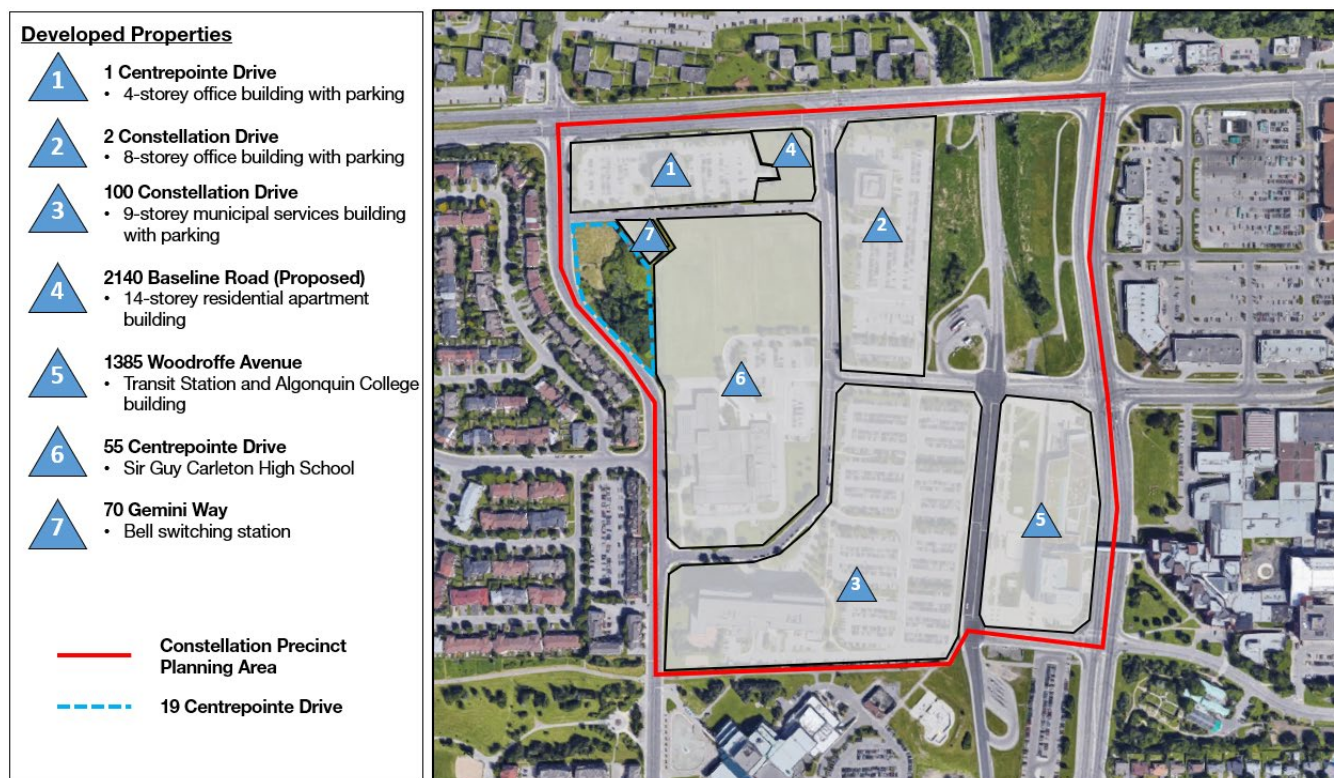 Developed Properties
1
1 Centrepointe Drive
• 4-storey office building with parking
2
2 Constellation Drive
• 8-storey office building with parking
3
100 Constellation Drive
• 9-storey municipal services building
with parking
4
2140 Baseline Road (Proposed)
• 14-storey residential apartment
building
5
1385 Woodroffe Avenue
• Transit Station and Algonquin College
building
6
55 Centrepointe Drive
• Sir Guy Carleton High School
7
70 Gemini Way
• Bell switching station
Constellation Precinct
Planning Area
19 Centrepointe Drive
1
4
7
2
6
5
3